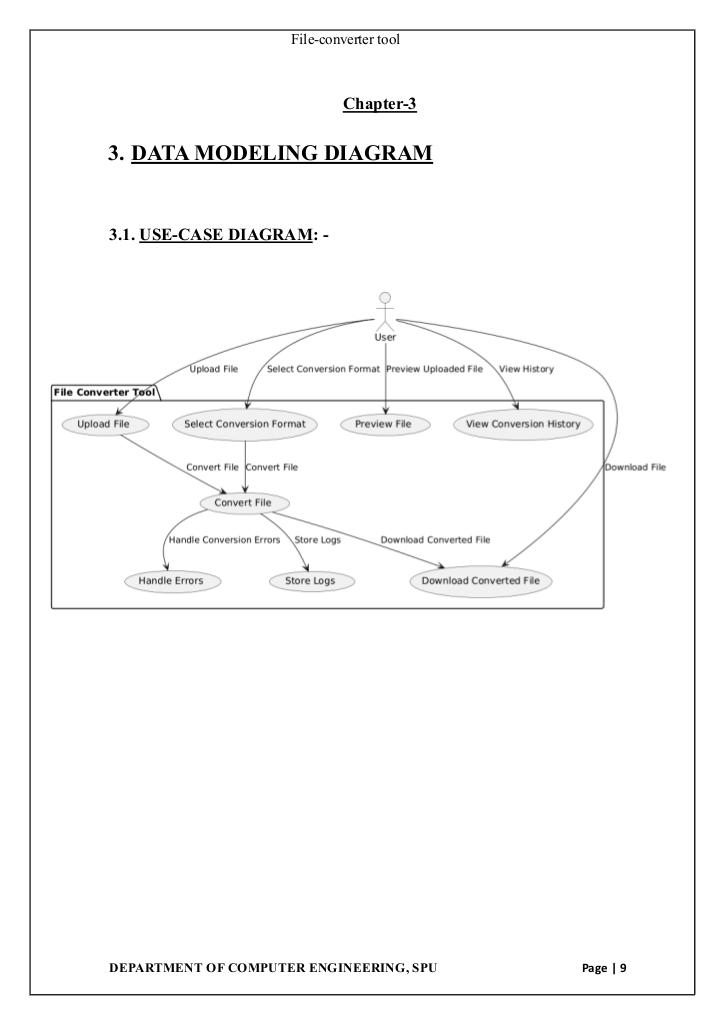 File-converter tool
Chapter-3
3. DATA MODELING DIAGRAM
3.1. USE-CASE DIAGRAM: -
User
Upload File
Select Conversion Format
Preview Uploaded File
View History
File Converter Tool
Upload File
Select Conversion Format
Preview File
View Conversion History
Convert File
Convert File
Download File
Convert File
Handle Conversion Errors
Store Logs
Download Converted File
Handle Errors
Store Logs
Download Converted File
DEPARTMENT OF COMPUTER ENGINEERING, SPU
Page | 9